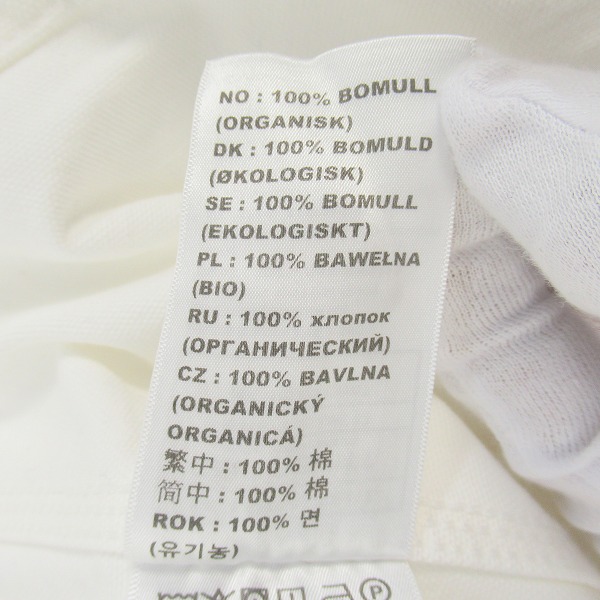 NO : 100% BOMULL
(ORGANISK)
DK : 100% BOMULD
(ØKOLOGISK)
SE : 100% BOMULL
(EKOLOGISKT)
PL : 100% BAWEŁNA
(BIO)
RU : 100% хлопок
(ОРГАНИЧЕСКИЙ)
CZ : 100% BAVLNA
(ORGANICKÝ
ORGANICÁ)
繁中 : 100% 棉
简中 : 100% 棉
ROK : 100% 면
(유기농)